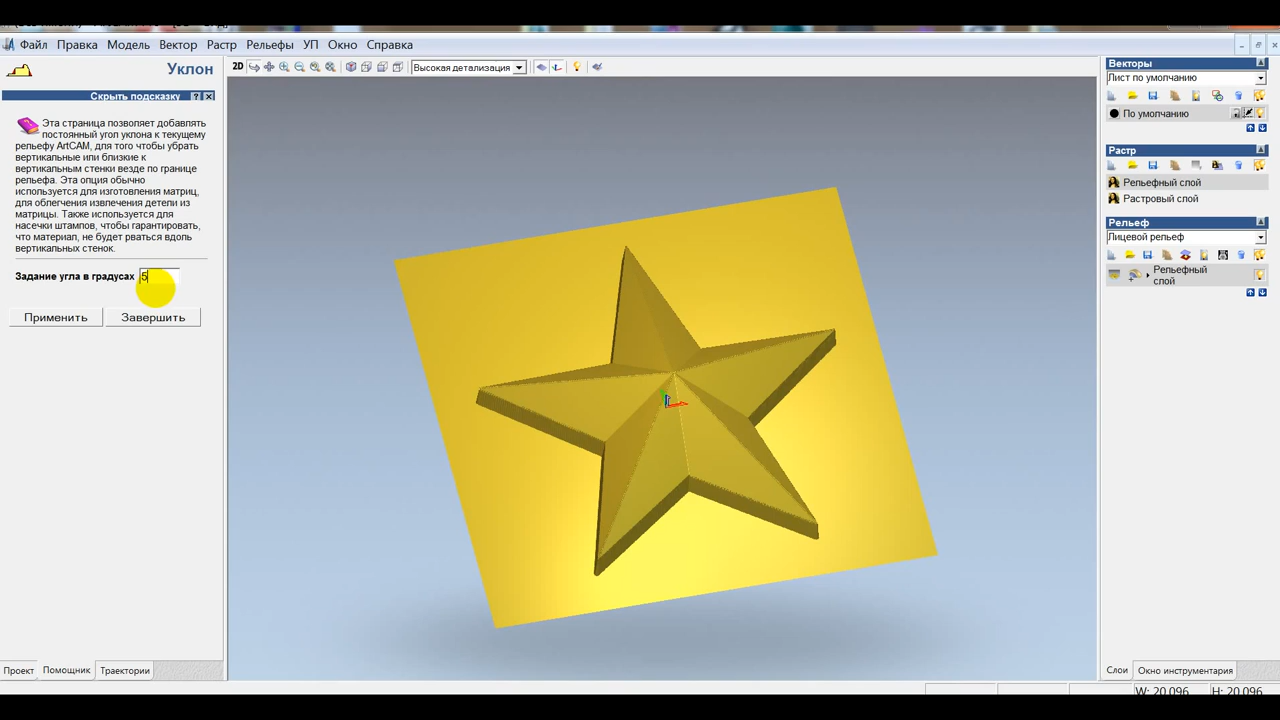 Файл Правка Модель Вектор Растр Рельефы УП Окно Справка
Уклон
Скрыть подсказку ?
Эта страница позволяет добавлять
постоянный угол уклона к текущему
рельефу ArtCAM, для того чтобы убрать
вертикальные или близкие к
вертикальным стенки везде по границе
рельефа. Эта опция обычно
используется для изготовления матриц,
для облегчения извлечения детели из
матрицы. Также используется для
насечки штампов, чтобы гарантировать,
что материал, не будет рваться вдоль
вертикальных стенок.
Задание угла в градусах 5
Применить Завершить
Проект Помощник Траектории
2D Высокая детализация
Векторы
Лист по умолчанию
По умолчанию
Растр
Рельефный слой
Растровый слой
Рельеф
Лицевой рельеф
Рельефный
слой
Слои Окно инструментария
W: 20.096 H: 20.096